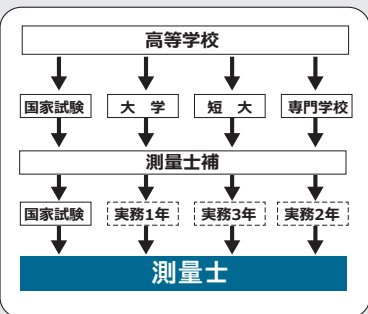 高等学校
国家試験 大 学 短 大 専門学校
測量士補
国家試験 実務1年 実務3年 実務2年
測量士